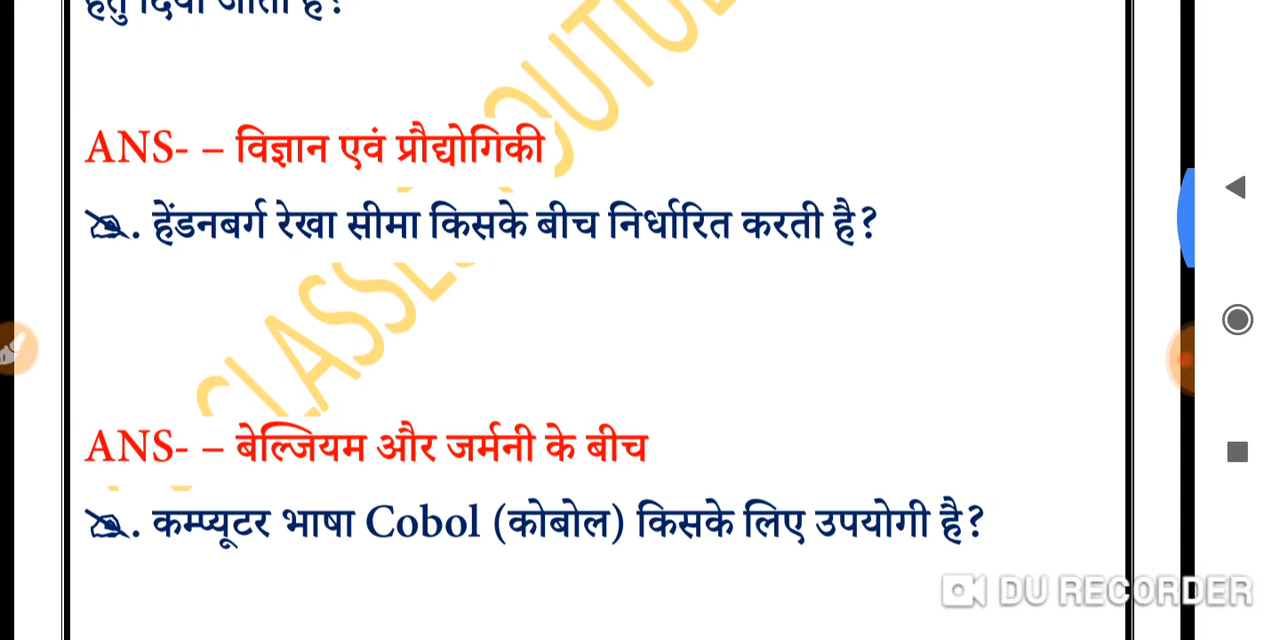 हेतु दिया जाता है?
ANS- – विज्ञान एवं प्रौद्योगिकी
. हेंडनबर्ग रेखा सीमा किसके बीच निर्धारित करती है?
ANS- – बेल्जियम और जर्मनी के बीच
. कम्प्यूटर भाषा Cobol (कोबोल) किसके लिए उपयोगी है?
DU RECORDER